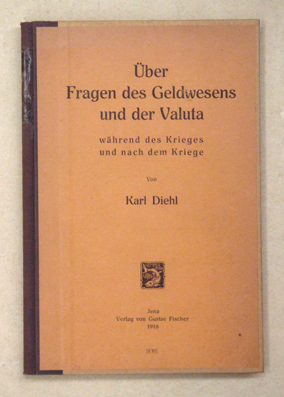 Über
Fragen des Geldwesens
und der Valuta
während des Krieges
und nach dem Kriege
Von
Karl Diehl
Jena
Verlag von Gustav Fischer
1918